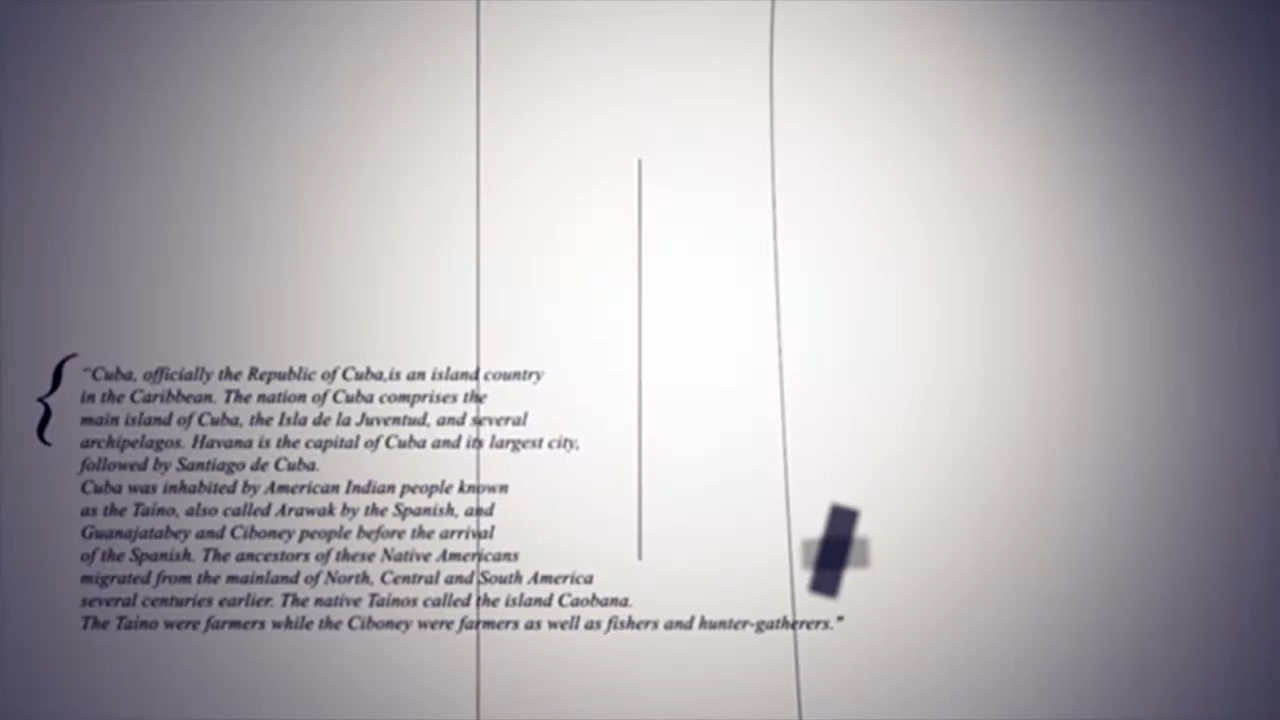 "Cuba, officially the Republic of Cuba,is an island country
in the Caribbean. The nation of Cuba comprises the
main island of Cuba, the Isla de la Juventud, and several
archipelagos. Havana is the capital of Cuba and its largest city,
followed by Santiago de Cuba.
Cuba was inhabited by American Indian people known
as the Taíno, also called Arawak by the Spanish, and
Guanajatabey and Ciboney people before the arrival
of the Spanish. The ancestors of these Native Americans
migrated from the mainland of North, Central and South America
several centuries earlier. The native Taínos called the island Caobana.
The Taíno were farmers while the Ciboney were farmers as well as fishers and hunter-gatherers."